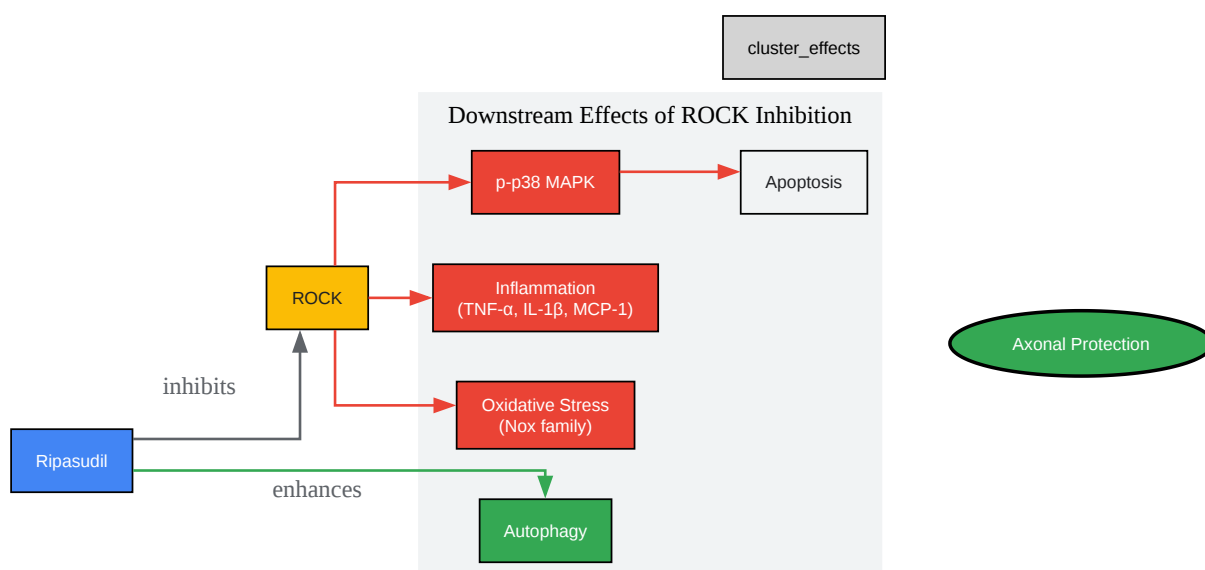 cluster_effects
Downstream Effects of ROCK Inhibition
p-p38 MAPK
Apoptosis
ROCK
Inflammation
(TNF-α, IL-1β, MCP-1)
Axonal Protection
inhibits
Oxidative Stress
(Nox family)
Ripasudil
enhances
Autophagy